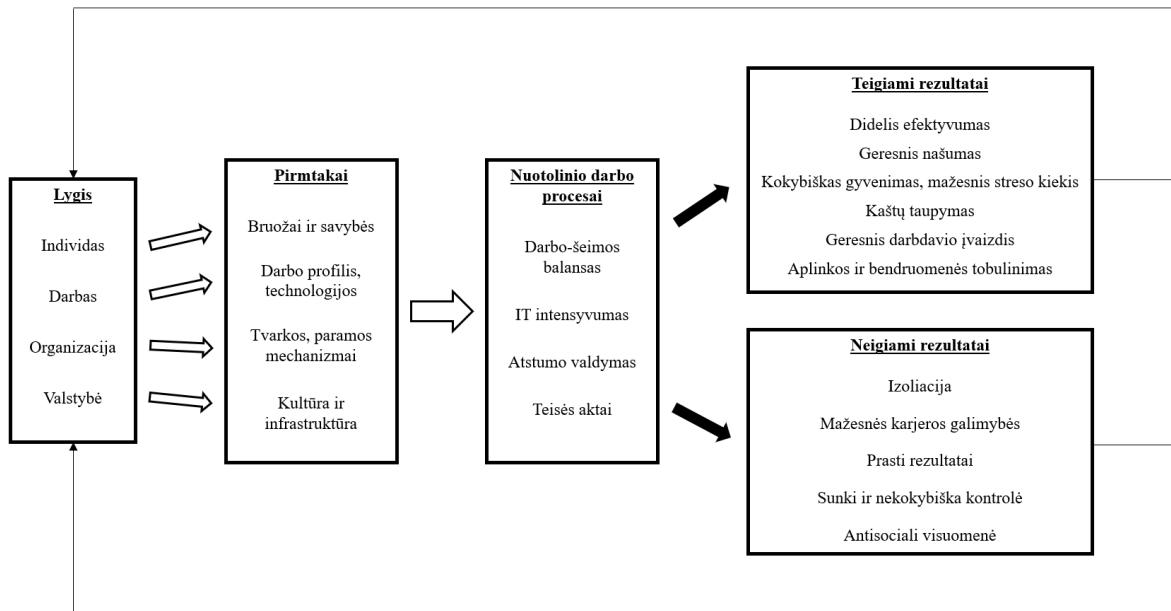 Lygis
Individas
Darbas
Organizacija
Valstybė
Pirmtakai
Bruožai ir savybės
Darbo profilis,
technologijos
Tvarkos, paramos
mechanizmai
Kultūra ir
infrastruktūra
Nuotolinio darbo
procesai
Darbo-šeimos
balansas
IT intensyvumas
Atstumo valdymas
Teisės aktai
Teigiami rezultatai
Didelis efektyvumas
Geresnis našumas
Kokybiškas gyvenimas, mažesnis streso kiekis
Kaštų taupymas
Geresnis darbdavio įvaizdis
Aplinkos ir bendruomenės tobulinimas
Neigiami rezultatai
Izoliacija
Mažesnės karjeros galimybės
Prasti rezultatai
Sunki ir nekokybiška kontrolė
Antisociali visuomenė